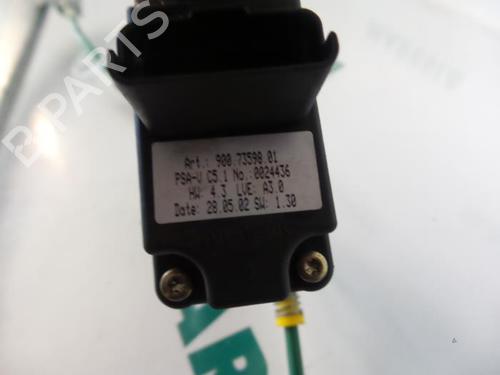 B-PARTS
Art.: 900 73598 01
PSA-V C5.1 No.:0024436
HW: 4.3 LVE: A3.0
Date: 28.05.02 SW: 1.30